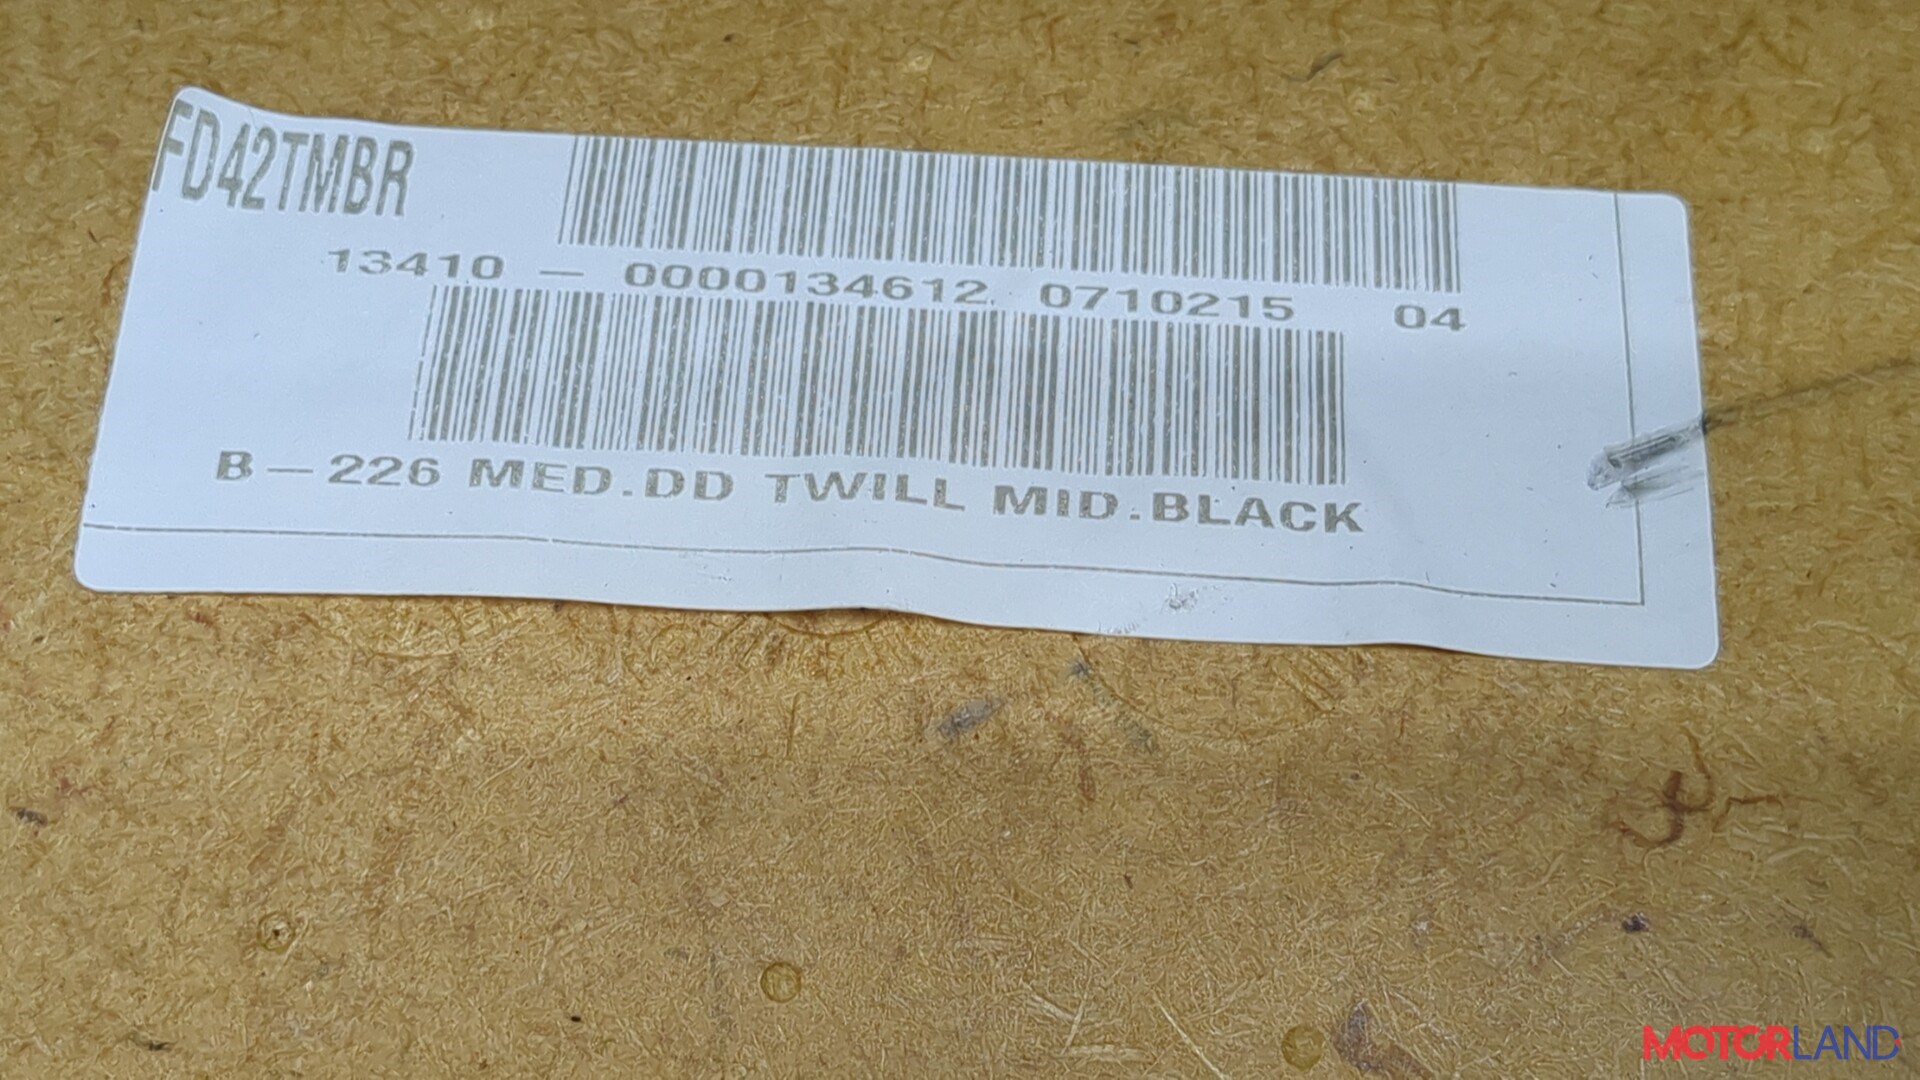 FD42TMBR
13410 – 0000134612 0710215 04
B – 226 MED.DD TWILL MID.BLACK
MOTORLAND